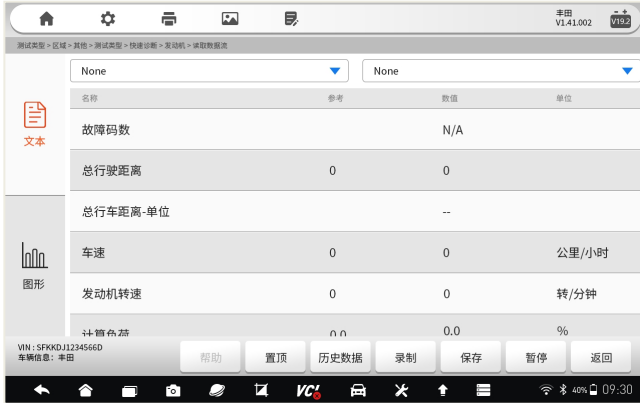 丰田
V1.41.002
V19.2
测试类型 > 区域 > 其他 > 测试类型 > 快速诊断 > 发动机 > 读取数据流
None
None
名称 参考 数值 单位
文本
故障码数 N/A
总行驶距离 0 0
总行车距离-单位 --
车速 0 0 公里/小时
图形
发动机转速 0 0 转/分钟
计算负荷 0.0 0.0 %
VIN : SFKKDJ1234566D
车辆信息: 丰田
帮助 置顶 历史数据 录制 保存 暂停 返回
VCI 40% 09:30